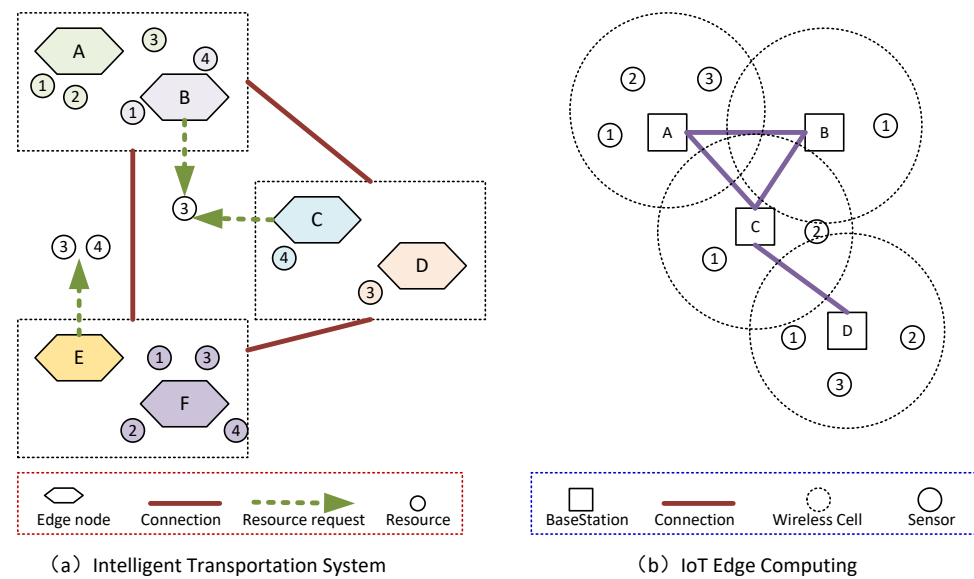 A
3
4
1
2
B
1
3
C
4
D
3
3
4
E
1
3
F
2
4
Edge node
Connection
Resource request
Resource
（a）Intelligent Transportation System
2
3
1
A
B
1
C
2
1
D
1
2
3
BaseStation
Connection
Wireless Cell
Sensor
（b）IoT Edge Computing